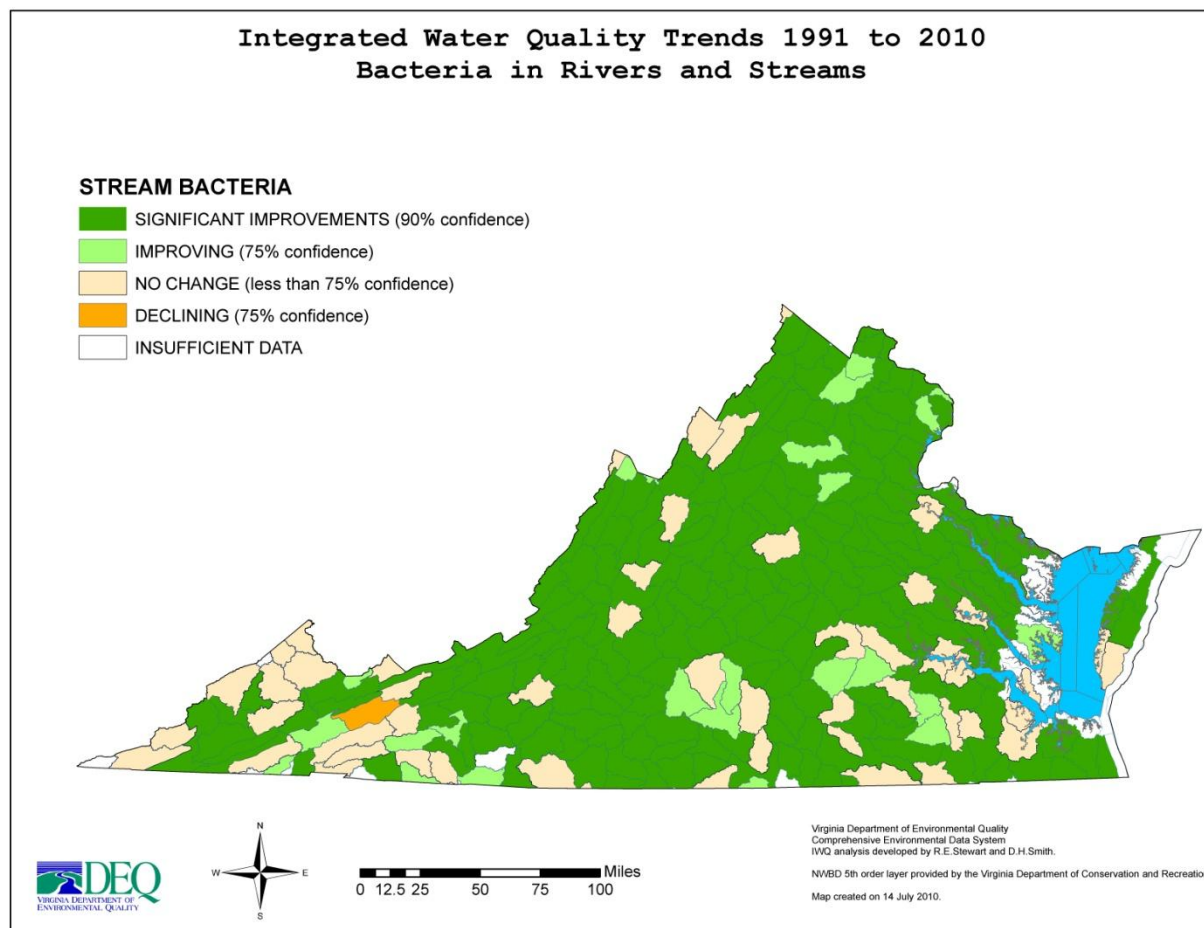 Integrated Water Quality Trends 1991 to 2010
Bacteria in Rivers and Streams
STREAM BACTERIA
SIGNIFICANT IMPROVEMENTS (90% confidence)
IMPROVING (75% confidence)
NO CHANGE (less than 75% confidence)
DECLINING (75% confidence)
INSUFFICIENT DATA
DEQ
VIRGINIA DEPARTMENT OF
ENVIRONMENTAL QUALITY
N
W E
S
Miles
0 12.5 25 50 75 100
Virginia Department of Environmental Quality
Comprehensive Environmental Data System
IWQ analysis developed by R.E.Stewart and D.H.Smith.
NWBD 5th order layer provided by the Virginia Department of Conservation and Recreatio
Map created on 14 July 2010.